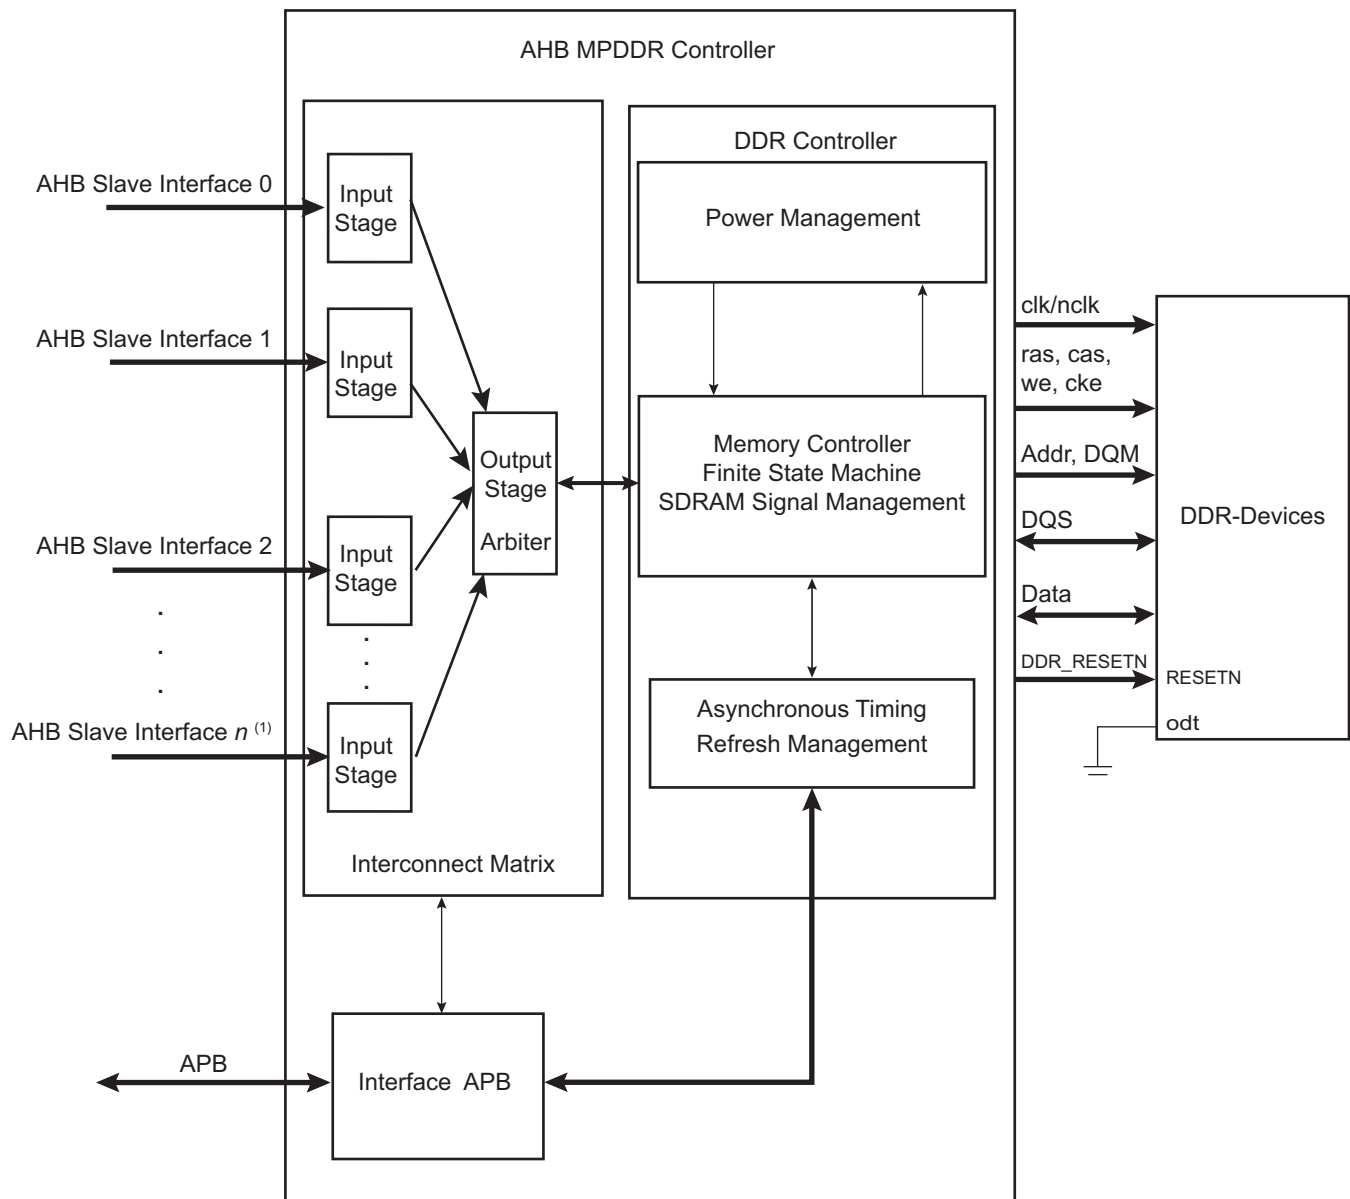 AHB MPDDR Controller
DDR Controller
AHB Slave Interface 0
Input
Stage
Power Management
AHB Slave Interface 1
Input
Stage
clk/nclk
ras, cas,
we, cke
Output
Stage
Arbiter
Memory Controller
Finite State Machine
SDRAM Signal Management
Addr, DQM
DQS
DDR-Devices
AHB Slave Interface 2
Input
Stage
.
.
.
.
.
.
Data
DDR_RESETN
RESETN
odt
AHB Slave Interface n (1)
Input
Stage
Asynchronous Timing
Refresh Management
Interconnect Matrix
APB
Interface APB